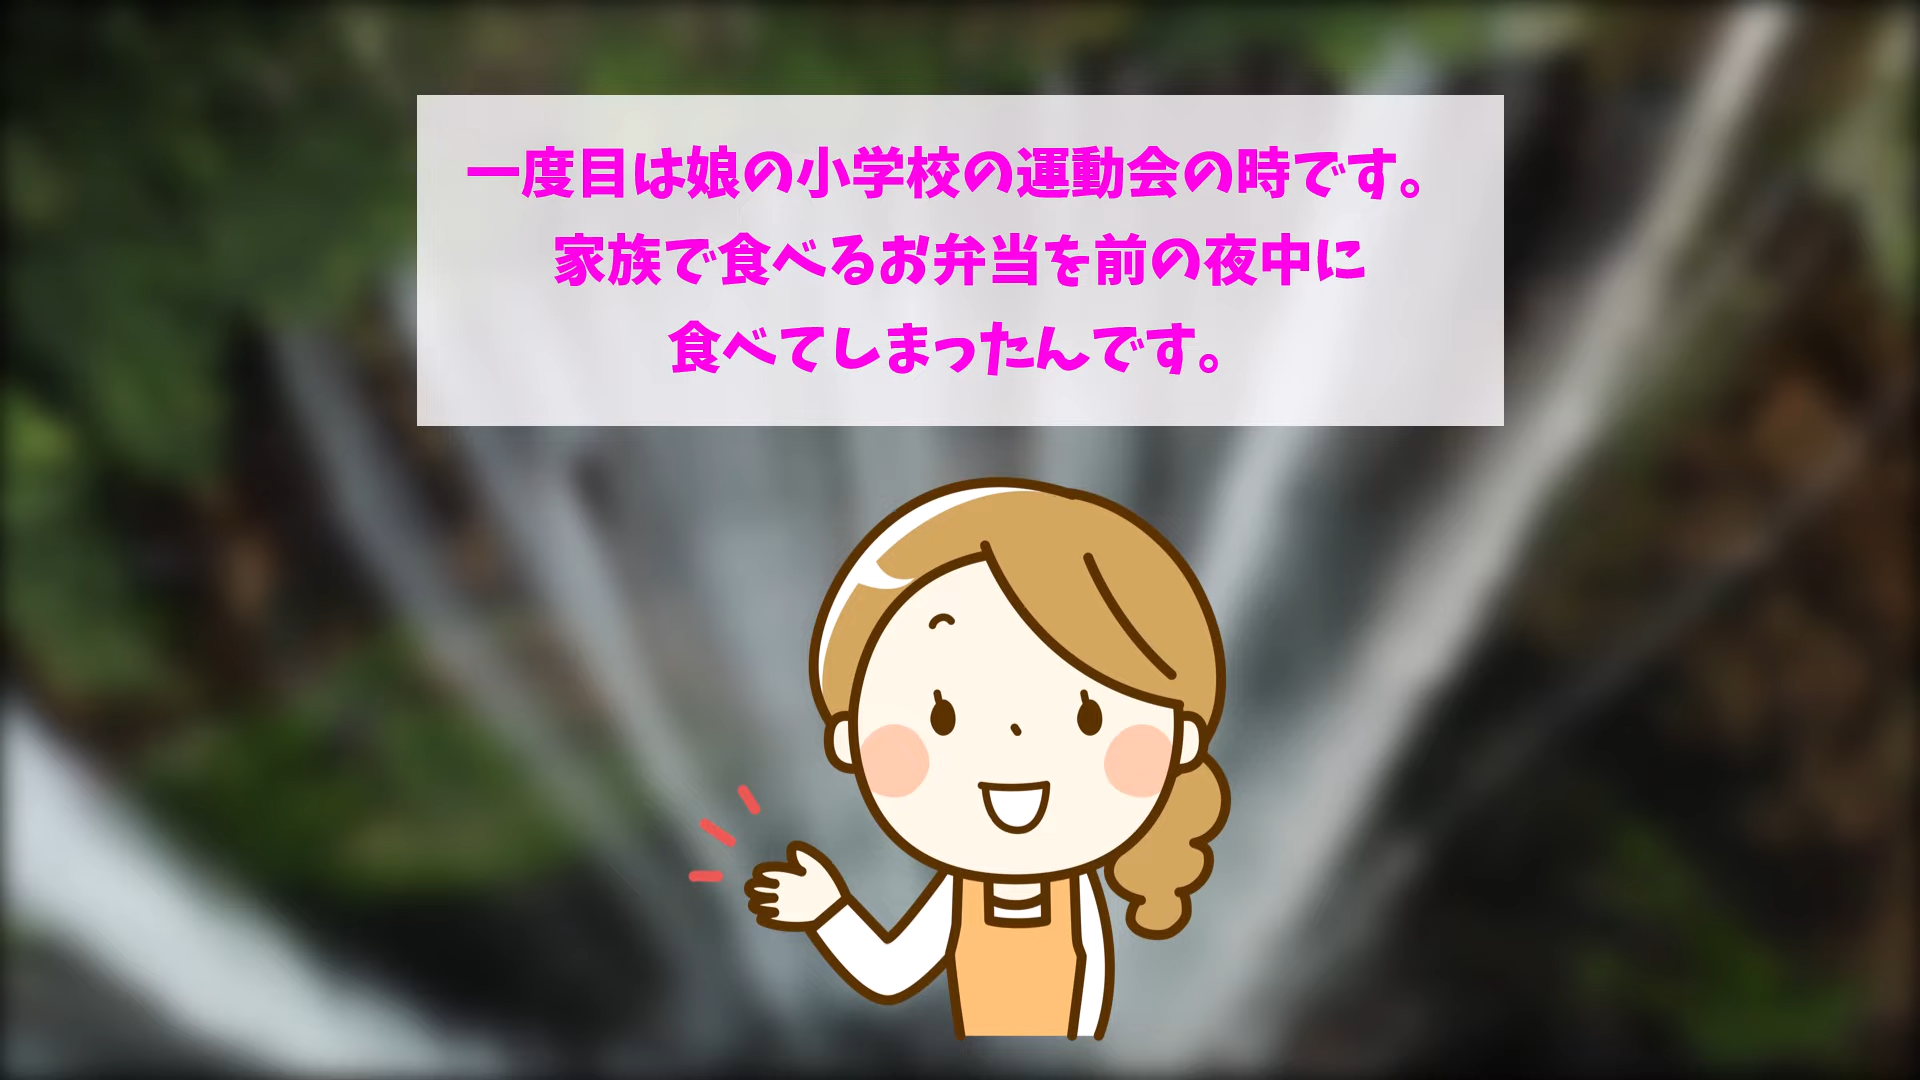 一度目は娘の小学校の運動会の時です。
家族で食べるお弁当を前の夜中に
食べてしまったんです。